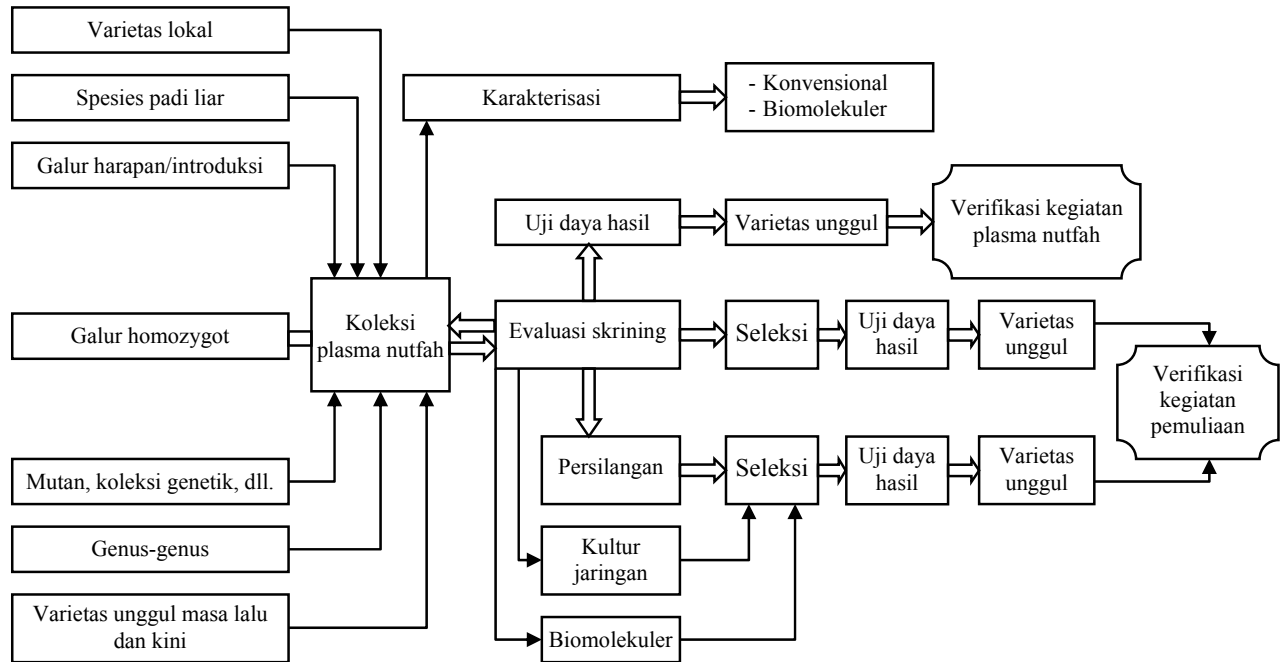 Varietas lokal
Spesies padi liar
Galur harapan/introduksi
Galur homozygot
Mutan, koleksi genetik, dll.
Genus-genus
Varietas unggul masa lalu
dan kini
Koleksi
plasma nutfah
Karakterisasi
- Konvensional
- Biomolekuler
Uji daya hasil
Varietas unggul
Verifikasi kegiatan
plasma nutfah
Evaluasi skrining
Seleksi
Uji daya
hasil
Varietas
unggul
Persilangan
Seleksi
Uji daya
hasil
Varietas
unggul
Verifikasi
kegiatan
pemuliaan
Kultur
jaringan
Biomolekuler